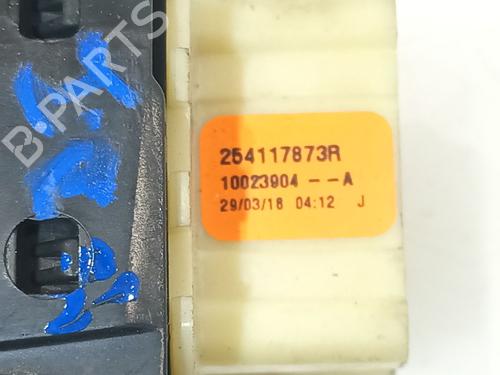 B-PARTS
254117873R
10023904 - - A
29/03/18 04:12 J